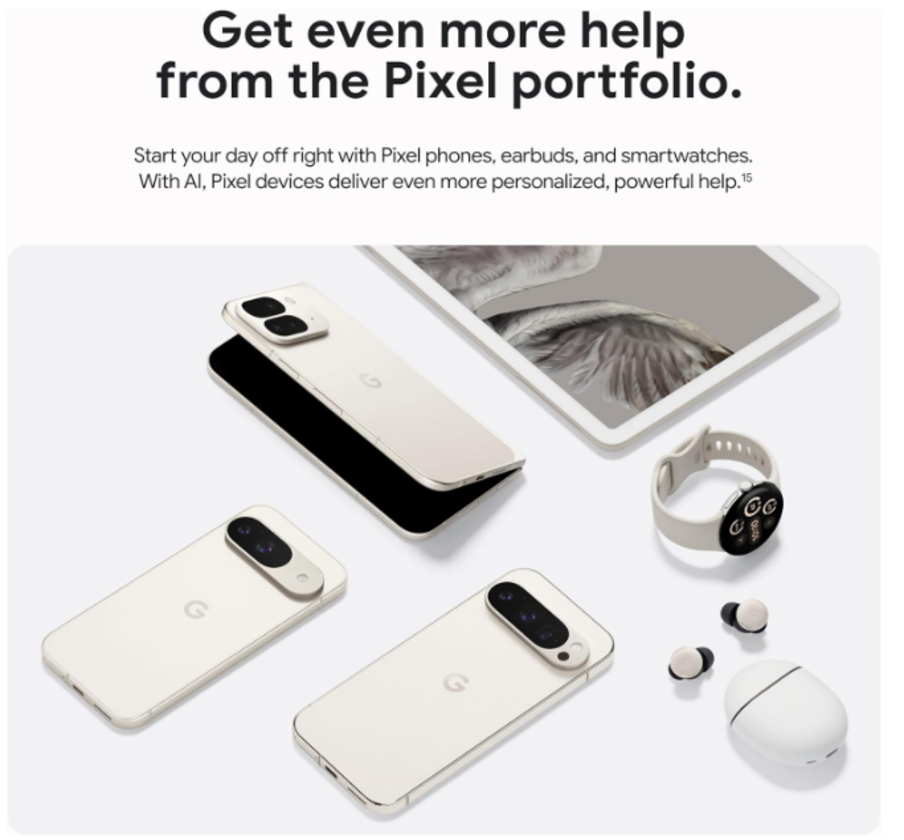 Get even more help
from the Pixel portfolio.
Start your day off right with Pixel phones, earbuds, and smartwatches.
With AI, Pixel devices deliver even more personalized, powerful help.¹⁵
G
G
G